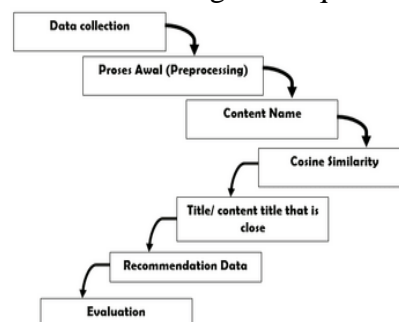 Data collection
Proses Awal (Preprocessing)
Content Name
Cosine Similarity
Title/ content title that is
close
Recommendation Data
Evaluation